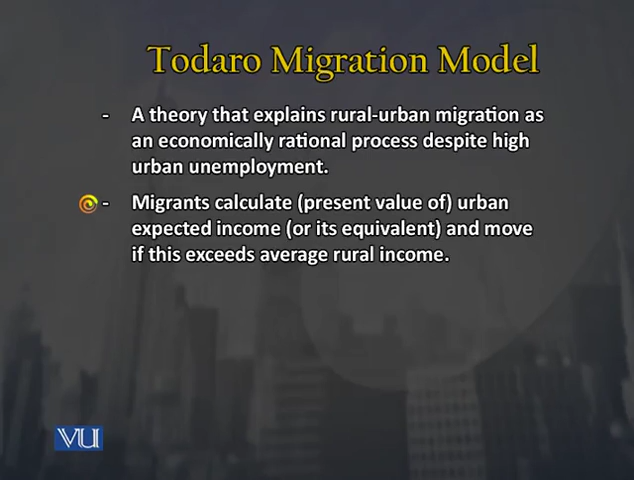 Todaro Migration Model
- A theory that explains rural-urban migration as
an economically rational process despite high
urban unemployment.
- Migrants calculate (present value of) urban
expected income (or its equivalent) and move
if this exceeds average rural income.
VU